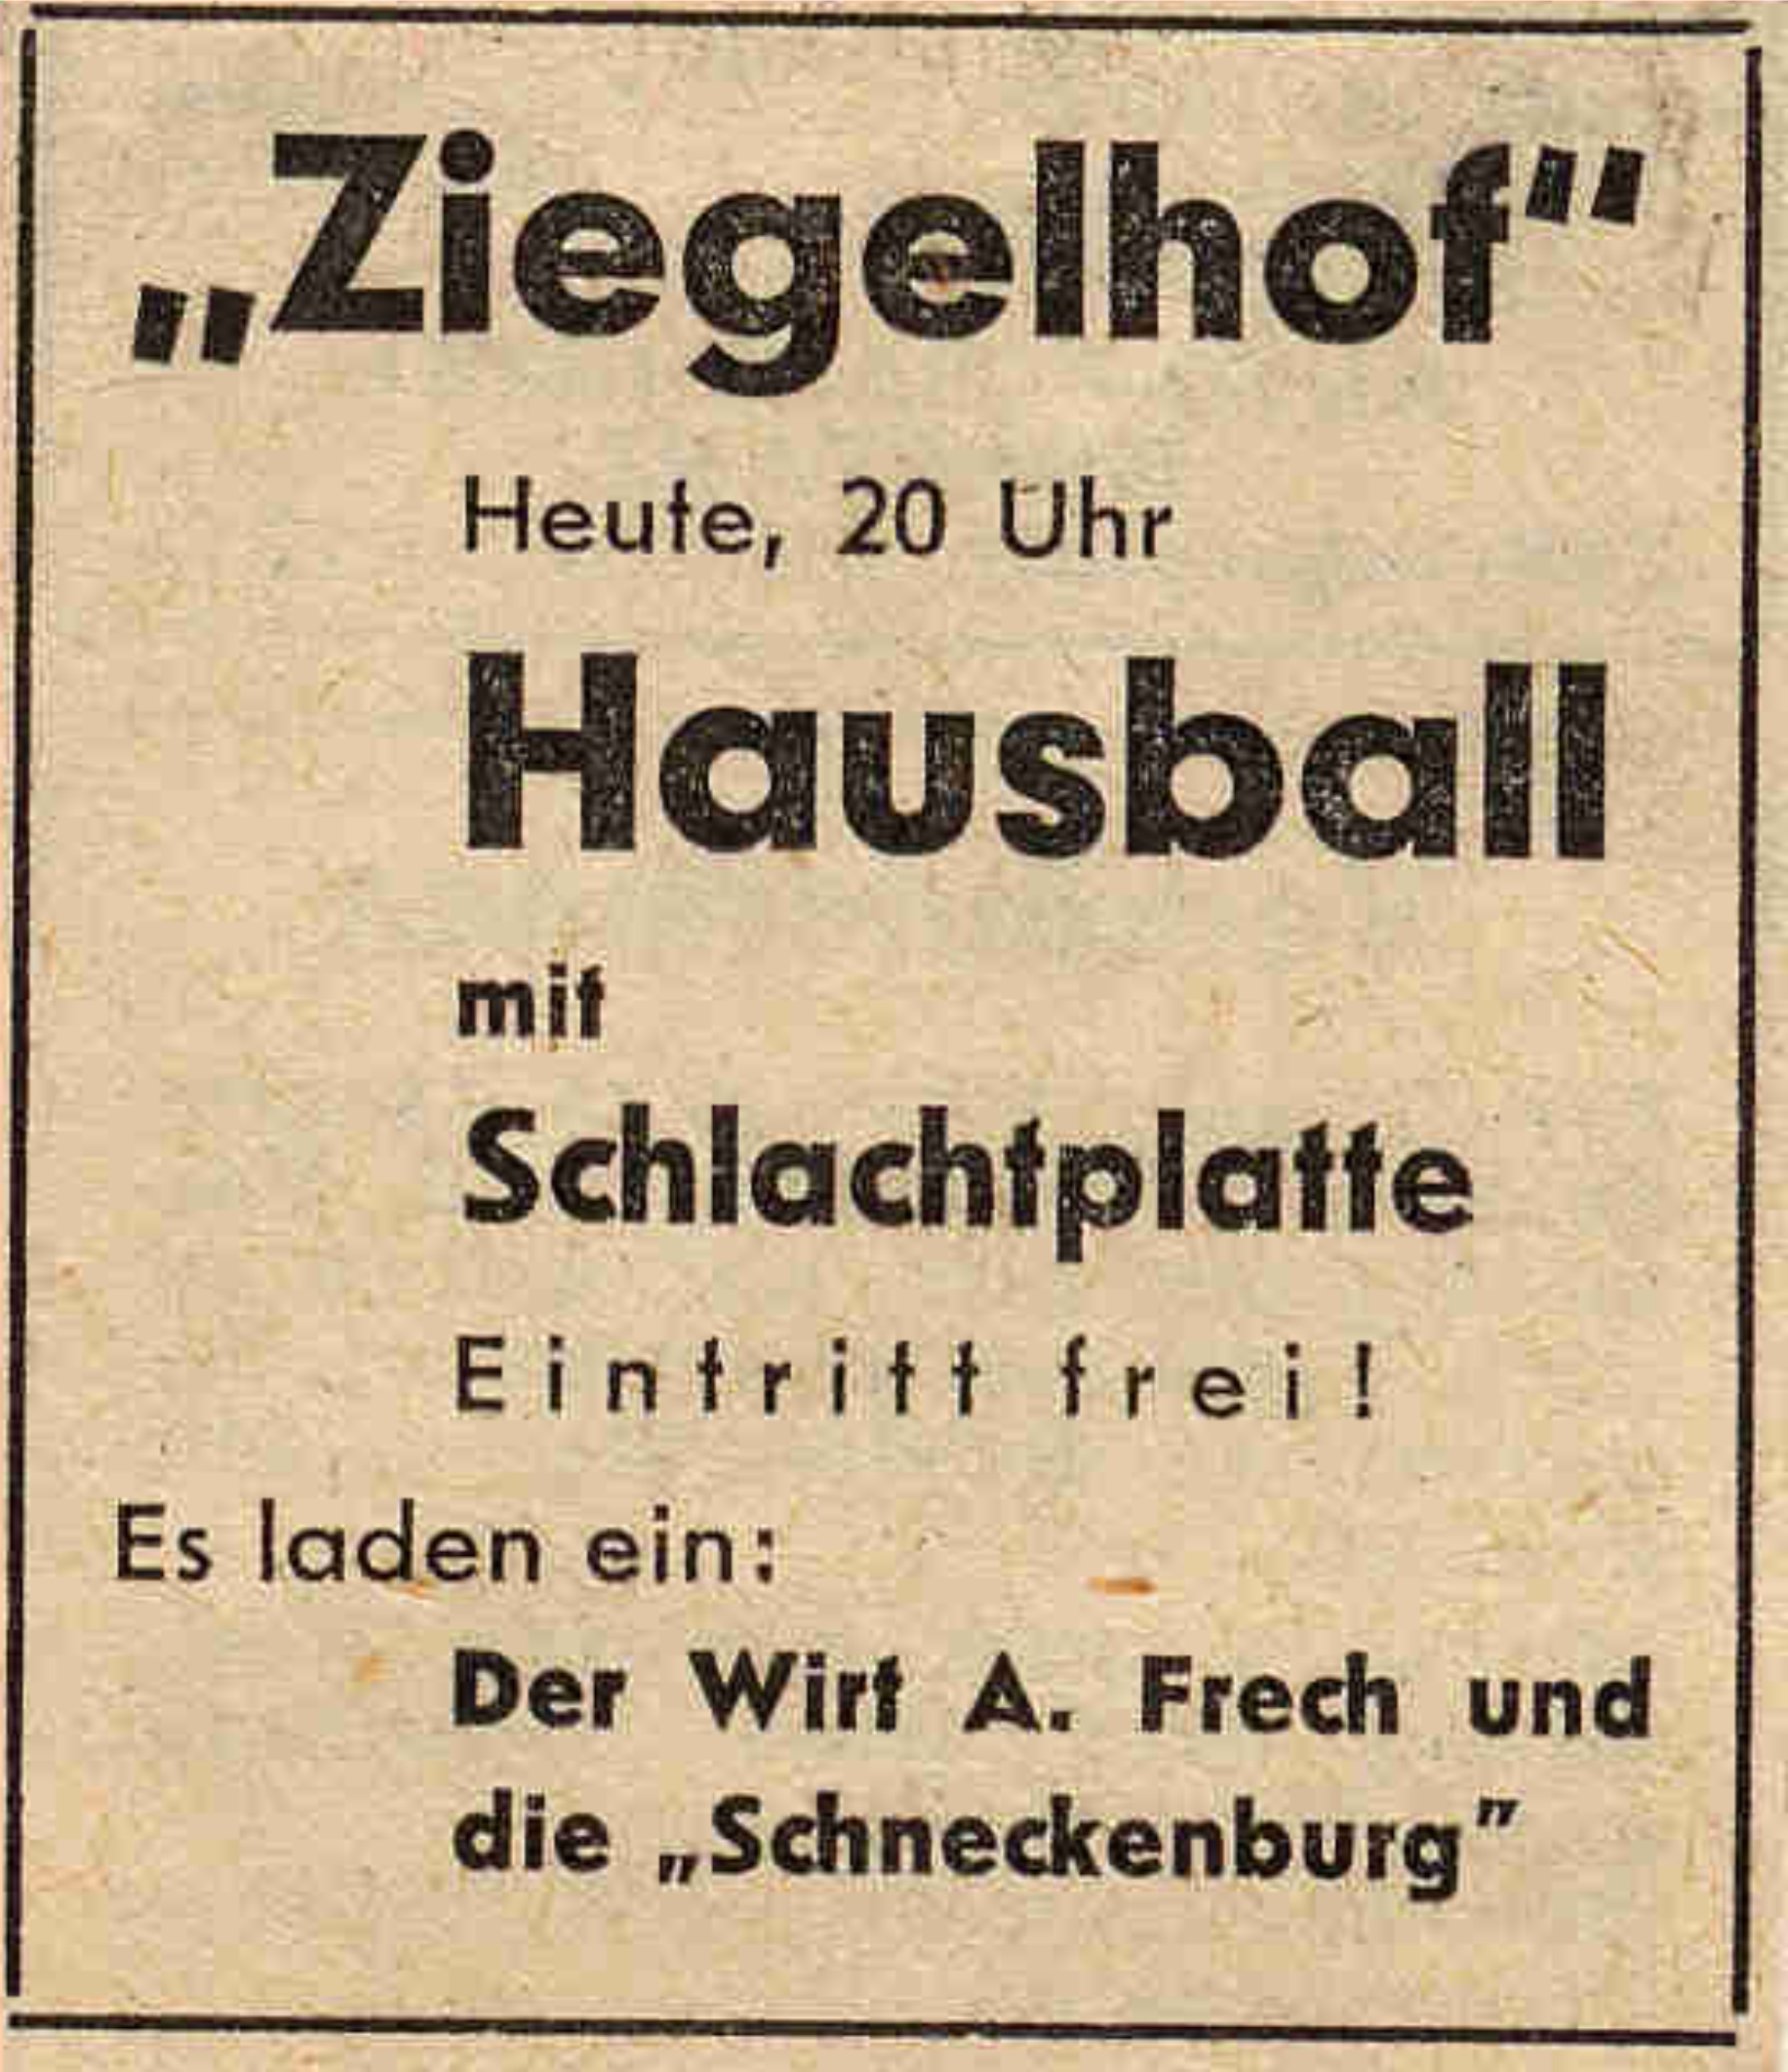 „Ziegelhof“
Heute, 20 Uhr
Hausball
mit
Schlachtplatte
Eintritt frei!
Es laden ein:
Der Wirt A. Frech und
die „Schneckenburg”